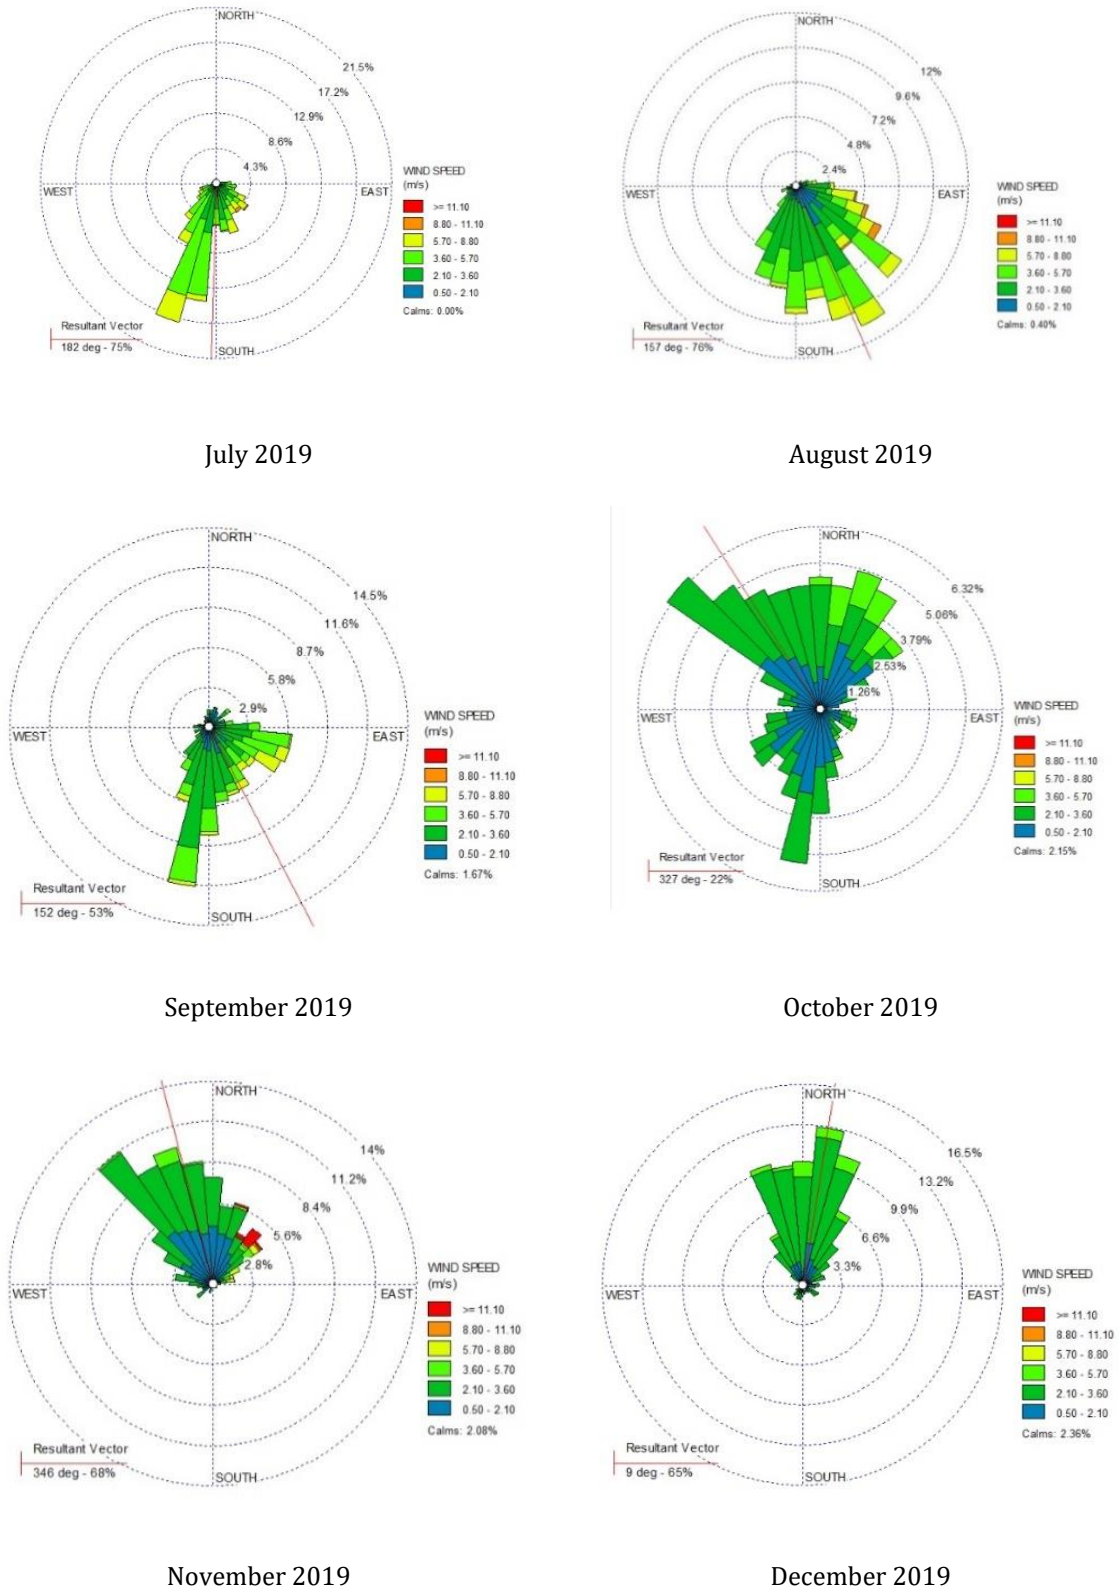 NORTH
21.5%
17.2%
12.9%
8.6%
4.3%
WEST
EAST
SOUTH
WIND SPEED
(m/s)
>= 11.10
8.80 - 11.10
5.70 - 8.80
3.60 - 5.70
2.10 - 3.60
0.50 - 2.10
Calms: 0.00%
Resultant Vector
182 deg - 75%
July 2019
NORTH
12%
9.6%
7.2%
4.8%
2.4%
WEST
EAST
SOUTH
WIND SPEED
(m/s)
>= 11.10
8.80 - 11.10
5.70 - 8.80
3.60 - 5.70
2.10 - 3.60
0.50 - 2.10
Calms: 0.40%
Resultant Vector
157 deg - 76%
August 2019
NORTH
14.5%
11.6%
8.7%
5.8%
2.9%
WEST
EAST
SOUTH
WIND SPEED
(m/s)
>= 11.10
8.80 - 11.10
5.70 - 8.80
3.60 - 5.70
2.10 - 3.60
0.50 - 2.10
Calms: 1.67%
Resultant Vector
152 deg - 53%
September 2019
NORTH
6.32%
5.06%
3.79%
2.53%
1.26%
WEST
EAST
SOUTH
WIND SPEED
(m/s)
>= 11.10
8.80 - 11.10
5.70 - 8.80
3.60 - 5.70
2.10 - 3.60
0.50 - 2.10
Calms: 2.15%
Resultant Vector
327 deg - 22%
October 2019
NORTH
14%
11.2%
8.4%
5.6%
2.8%
WEST
EAST
SOUTH
WIND SPEED
(m/s)
>= 11.10
8.80 - 11.10
5.70 - 8.80
3.60 - 5.70
2.10 - 3.60
0.50 - 2.10
Calms: 2.08%
Resultant Vector
346 deg - 68%
November 2019
NORTH
16.5%
13.2%
9.9%
6.6%
3.3%
WEST
EAST
SOUTH
WIND SPEED
(m/s)
>= 11.10
8.80 - 11.10
5.70 - 8.80
3.60 - 5.70
2.10 - 3.60
0.50 - 2.10
Calms: 2.36%
Resultant Vector
9 deg - 65%
December 2019